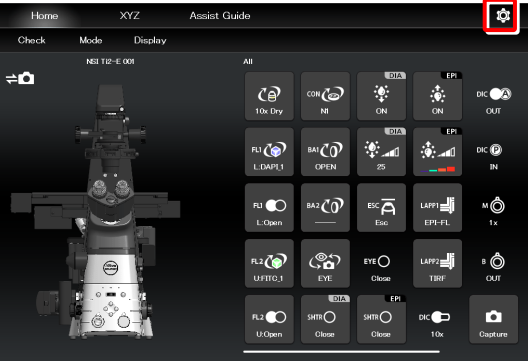 Home XYZ Assist Guide
Check Mode Display
NSI Ti2-E 001 All
DIA EPI
CON DIC A
10x Dry N1 ON ON OUT
DIA EPI
FL1 BA1 DIC P
L:DAPI_1 OPEN 25 IN
FL1 BA2 ESC LAPP1 M
L:Open Esc EPI-FL 1x
FL2 EYE LAPP2 B
U:FITC_1 EYE Close TIRF OUT
DIA EPI
FL2 SHTR SHTR DIC
U:Open Close Close 10x Capture